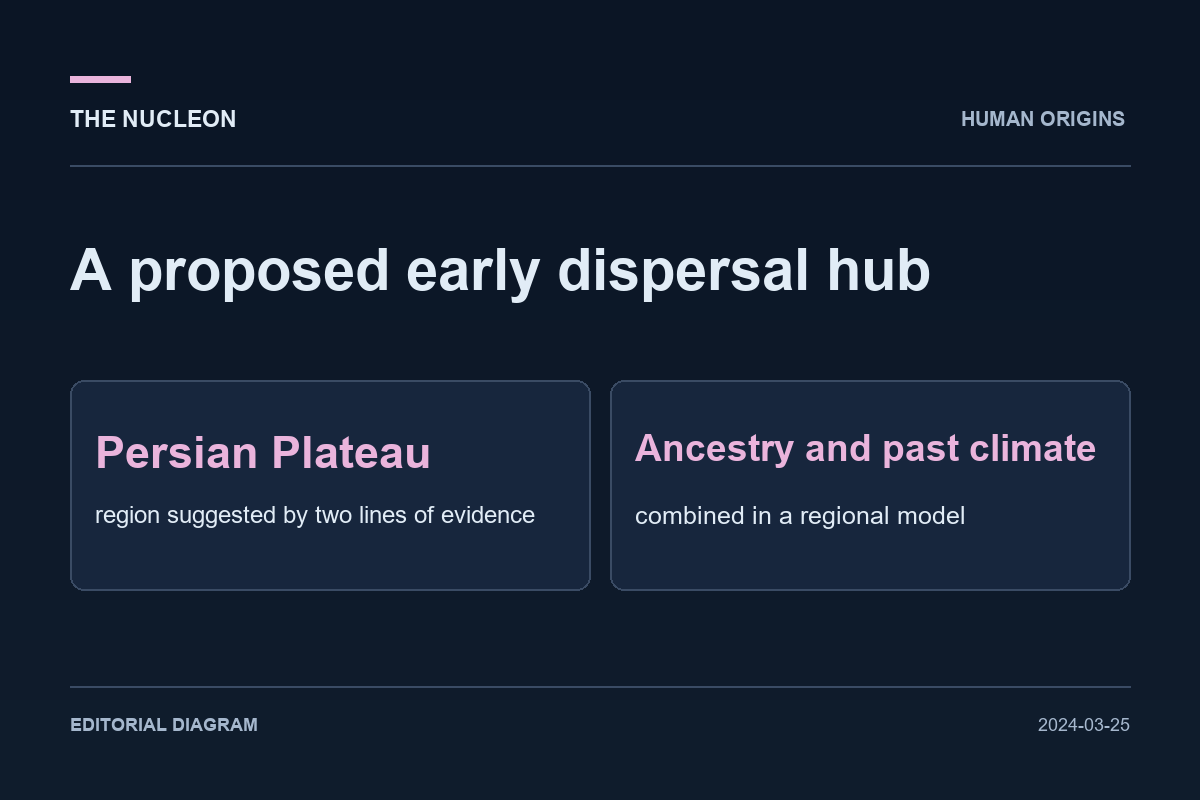 THE NUCLEON
HUMAN ORIGINS
A proposed early dispersal hub
Persian Plateau
region suggested by two lines of evidence
Ancestry and past climate
combined in a regional model
EDITORIAL DIAGRAM
2024-03-25